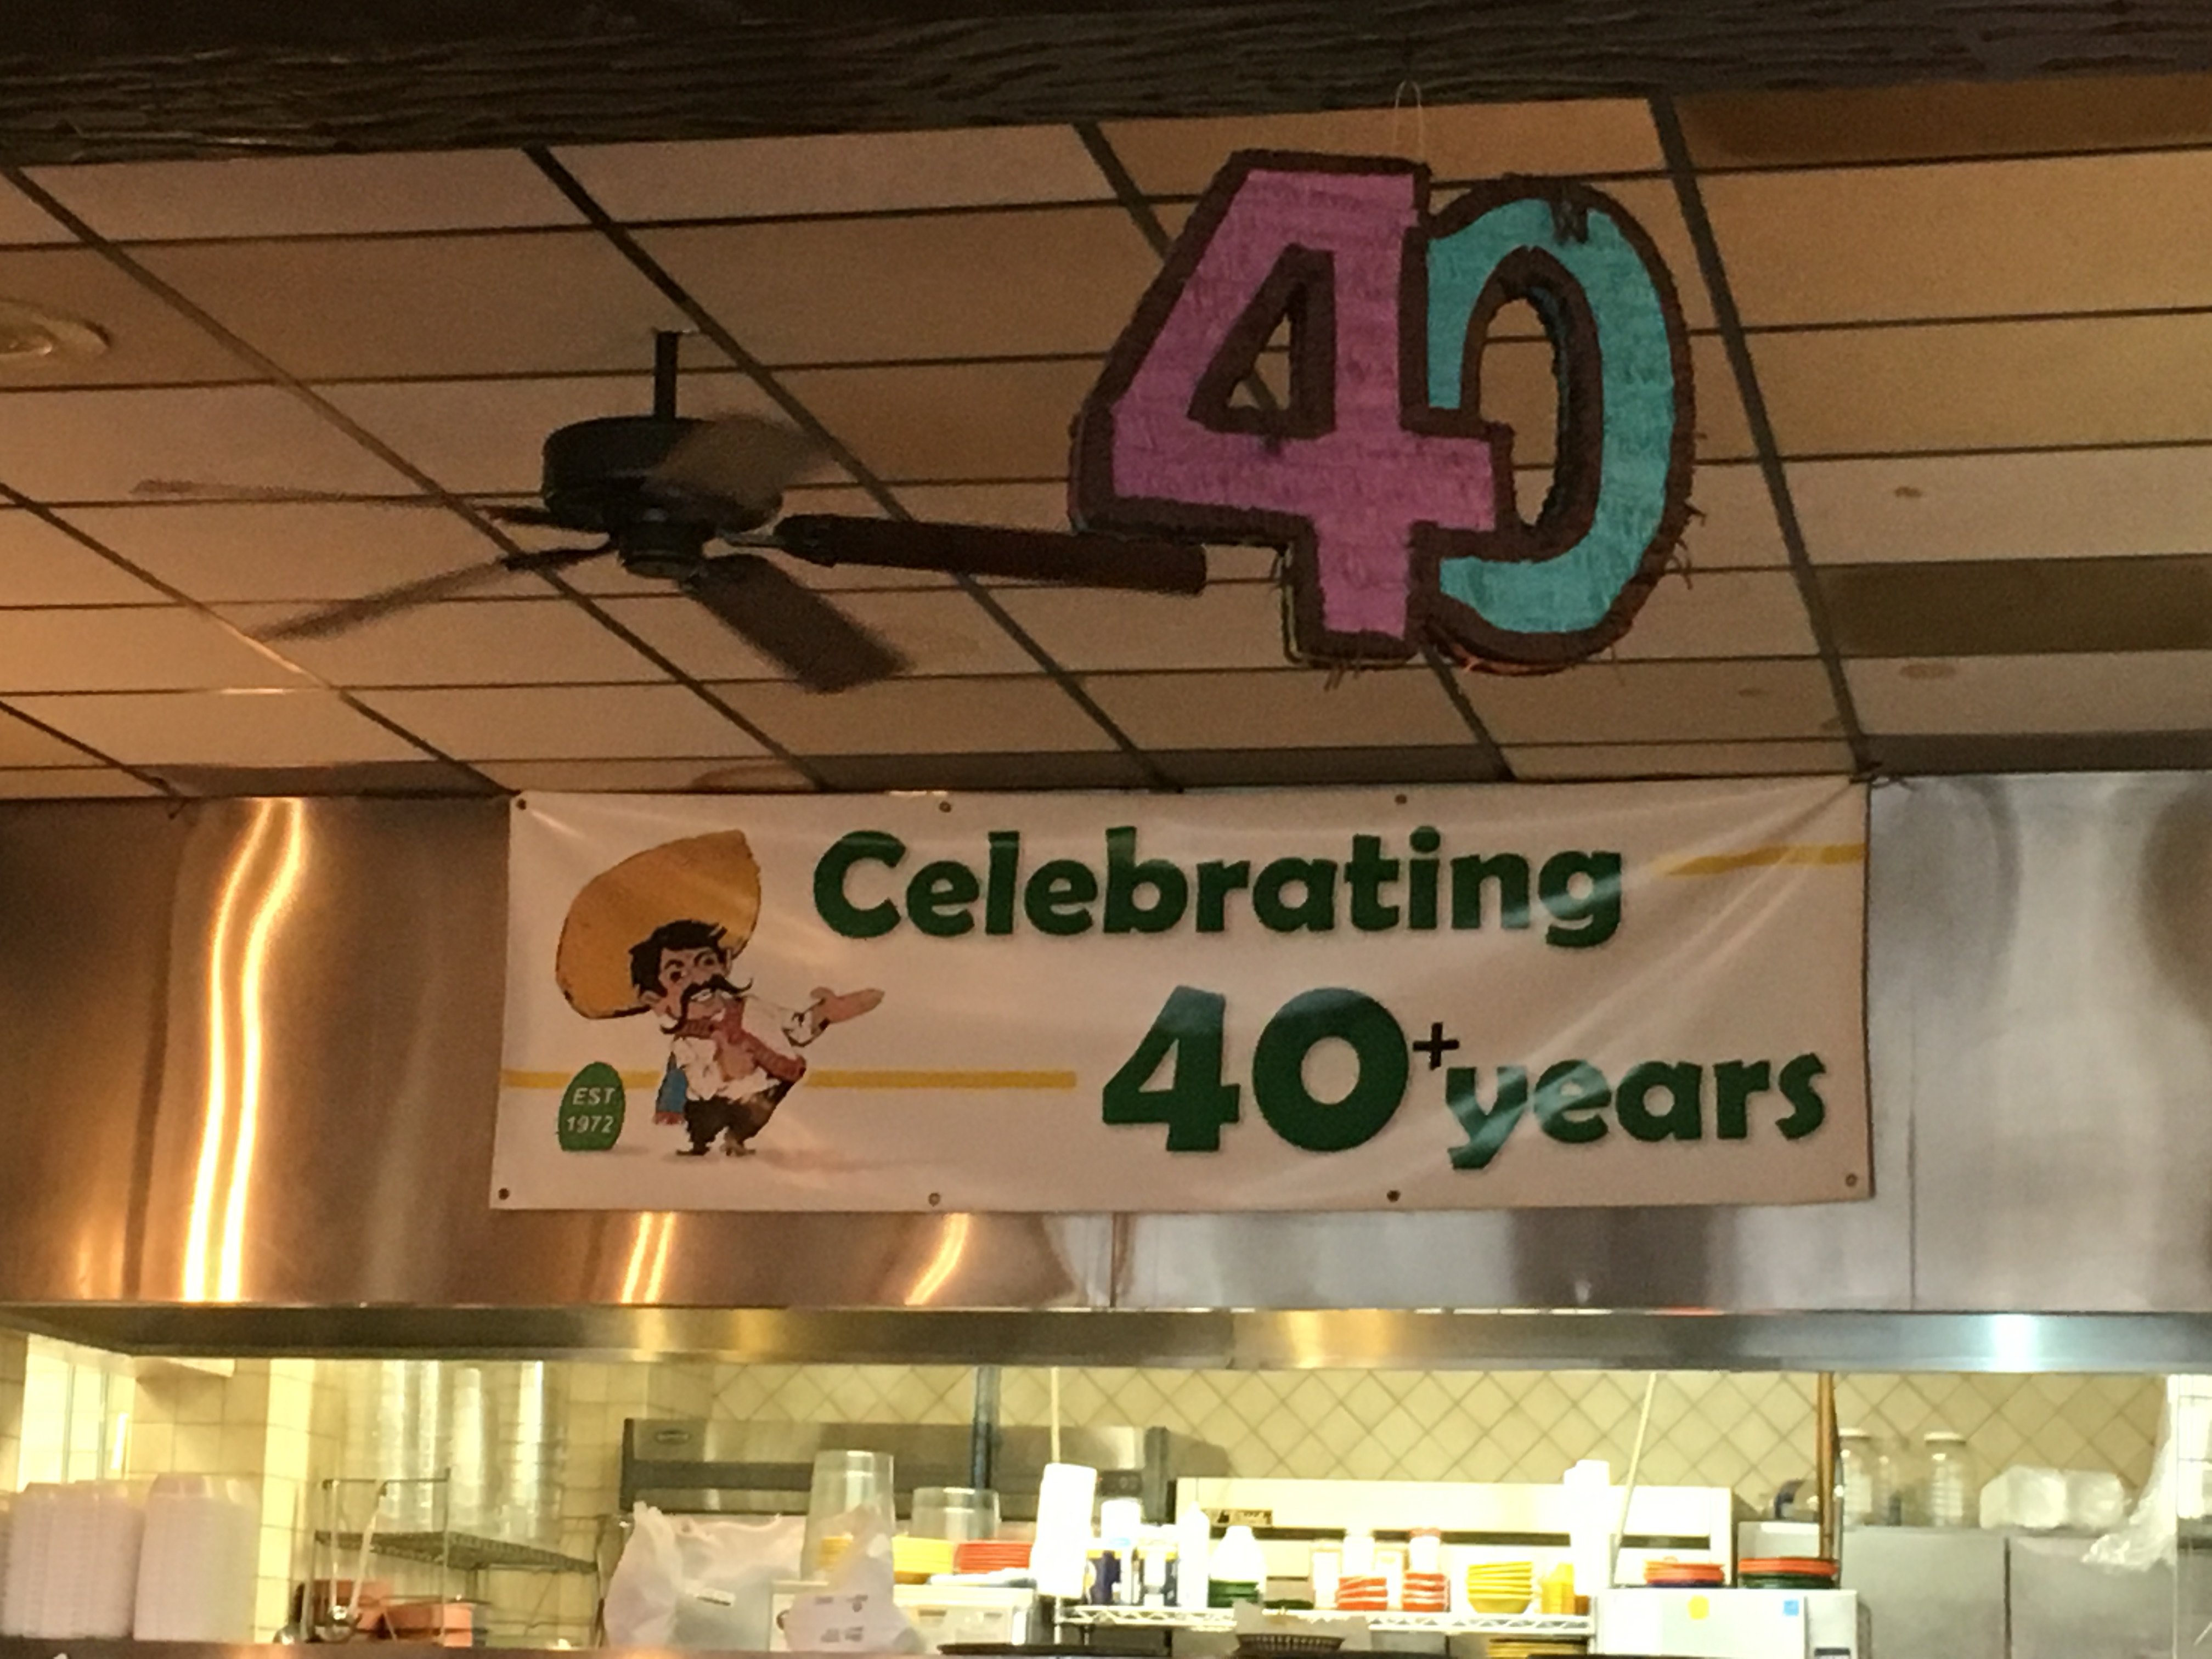 40
Celebrating
40+ years
EST
1972